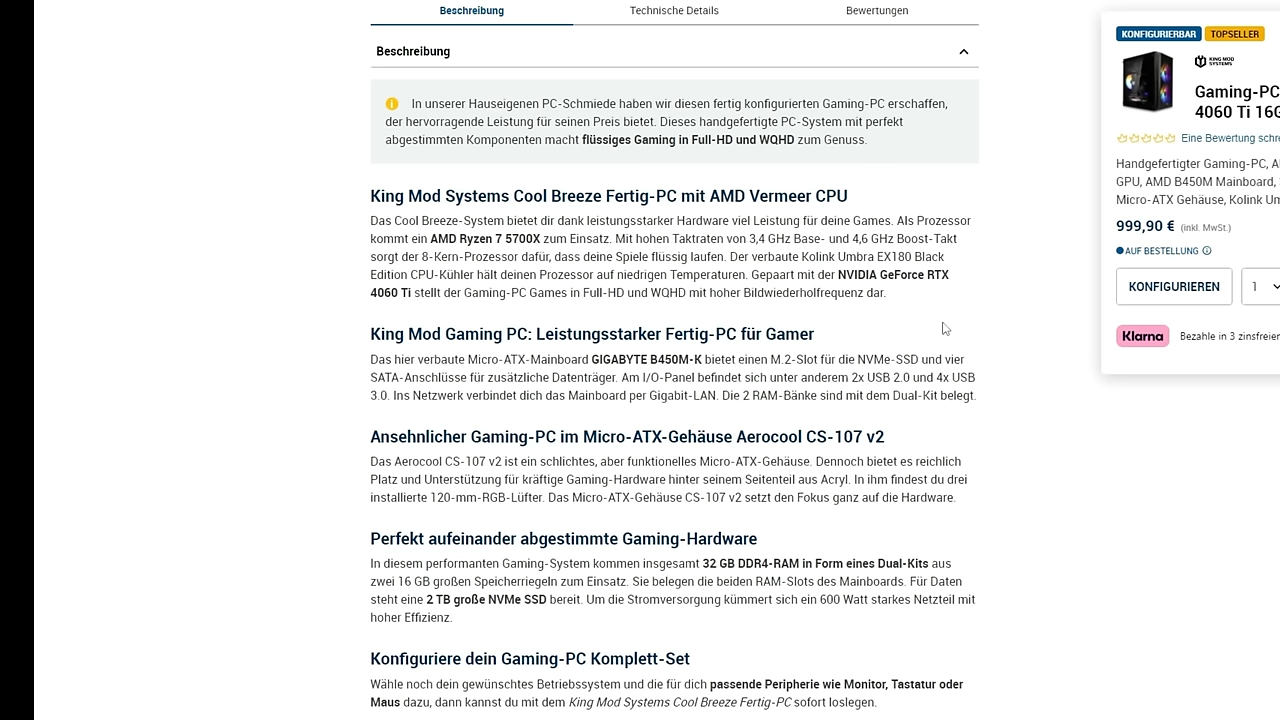 Beschreibung
Technische Details
Bewertungen
Beschreibung
In unserer Hauseigenen PC-Schmiede haben wir diesen fertig konfigurierten Gaming-PC erschaffen,
der hervorragende Leistung für seinen Preis bietet. Dieses handgefertigte PC-System mit perfekt
abgestimmten Komponenten macht flüssiges Gaming in Full-HD und WQHD zum Genuss.
King Mod Systems Cool Breeze Fertig-PC mit AMD Vermeer CPU
Das Cool Breeze-System bietet dir dank leistungsstarker Hardware viel Leistung für deine Games. Als Prozessor
kommt ein AMD Ryzen 7 5700X zum Einsatz. Mit hohen Taktraten von 3,4 GHz Base- und 4,6 GHz Boost-Takt
sorgt der 8-Kern-Prozessor dafür, dass deine Spiele flüssig laufen. Der verbaute Kolink Umbra EX180 Black
Edition CPU-Kühler hält deinen Prozessor auf niedrigen Temperaturen. Gepaart mit der NVIDIA GeForce RTX
4060 Ti stellt der Gaming-PC Games in Full-HD und WQHD mit hoher Bildwiederholfrequenz dar.
King Mod Gaming PC: Leistungsstarker Fertig-PC für Gamer
Das hier verbaute Micro-ATX-Mainboard GIGABYTE B450M-K bietet einen M.2-Slot für die NVMe-SSD und vier
SATA-Anschlüsse für zusätzliche Datenträger. Am I/O-Panel befindet sich unter anderem 2x USB 2.0 und 4x USB
3.0. Ins Netzwerk verbindet dich das Mainboard per Gigabit-LAN. Die 2 RAM-Bänke sind mit dem Dual-Kit belegt.
Ansehnlicher Gaming-PC im Micro-ATX-Gehäuse Aerocool CS-107 v2
Das Aerocool CS-107 v2 ist ein schlichtes, aber funktionelles Micro-ATX-Gehäuse. Dennoch bietet es reichlich
Platz und Unterstützung für kräftige Gaming-Hardware hinter seinem Seitenteil aus Acryl. In ihm findest du drei
installierte 120-mm-RGB-Lüfter. Das Micro-ATX-Gehäuse CS-107 v2 setzt den Fokus ganz auf die Hardware.
Perfekt aufeinander abgestimmte Gaming-Hardware
In diesem performanten Gaming-System kommen insgesamt 32 GB DDR4-RAM in Form eines Dual-Kits aus
zwei 16 GB großen Speicherriegeln zum Einsatz. Sie belegen die beiden RAM-Slots des Mainboards. Für Daten
steht eine 2 TB große NVMe SSD bereit. Um die Stromversorgung kümmert sich ein 600 Watt starkes Netzteil mit
hoher Effizienz.
Konfiguriere dein Gaming-PC Komplett-Set
Wähle noch dein gewünschtes Betriebssystem und die für dich passende Peripherie wie Monitor, Tastatur oder
Maus dazu, dann kannst du mit dem King Mod Systems Cool Breeze Fertig-PC sofort loslegen.
KONFIGURIERBAR
TOPSELLER
KING MOD
SYSTEMS
Gaming-PC
4060 Ti 16G
Eine Bewertung schre
Handgefertigter Gaming-PC, A
GPU, AMD B450M Mainboard,
Micro-ATX Gehäuse, Kolink Um
999,90 € (inkl. MwSt.)
AUF BESTELLUNG
KONFIGURIEREN
1
Klarna
Bezahle in 3 zinsfreier